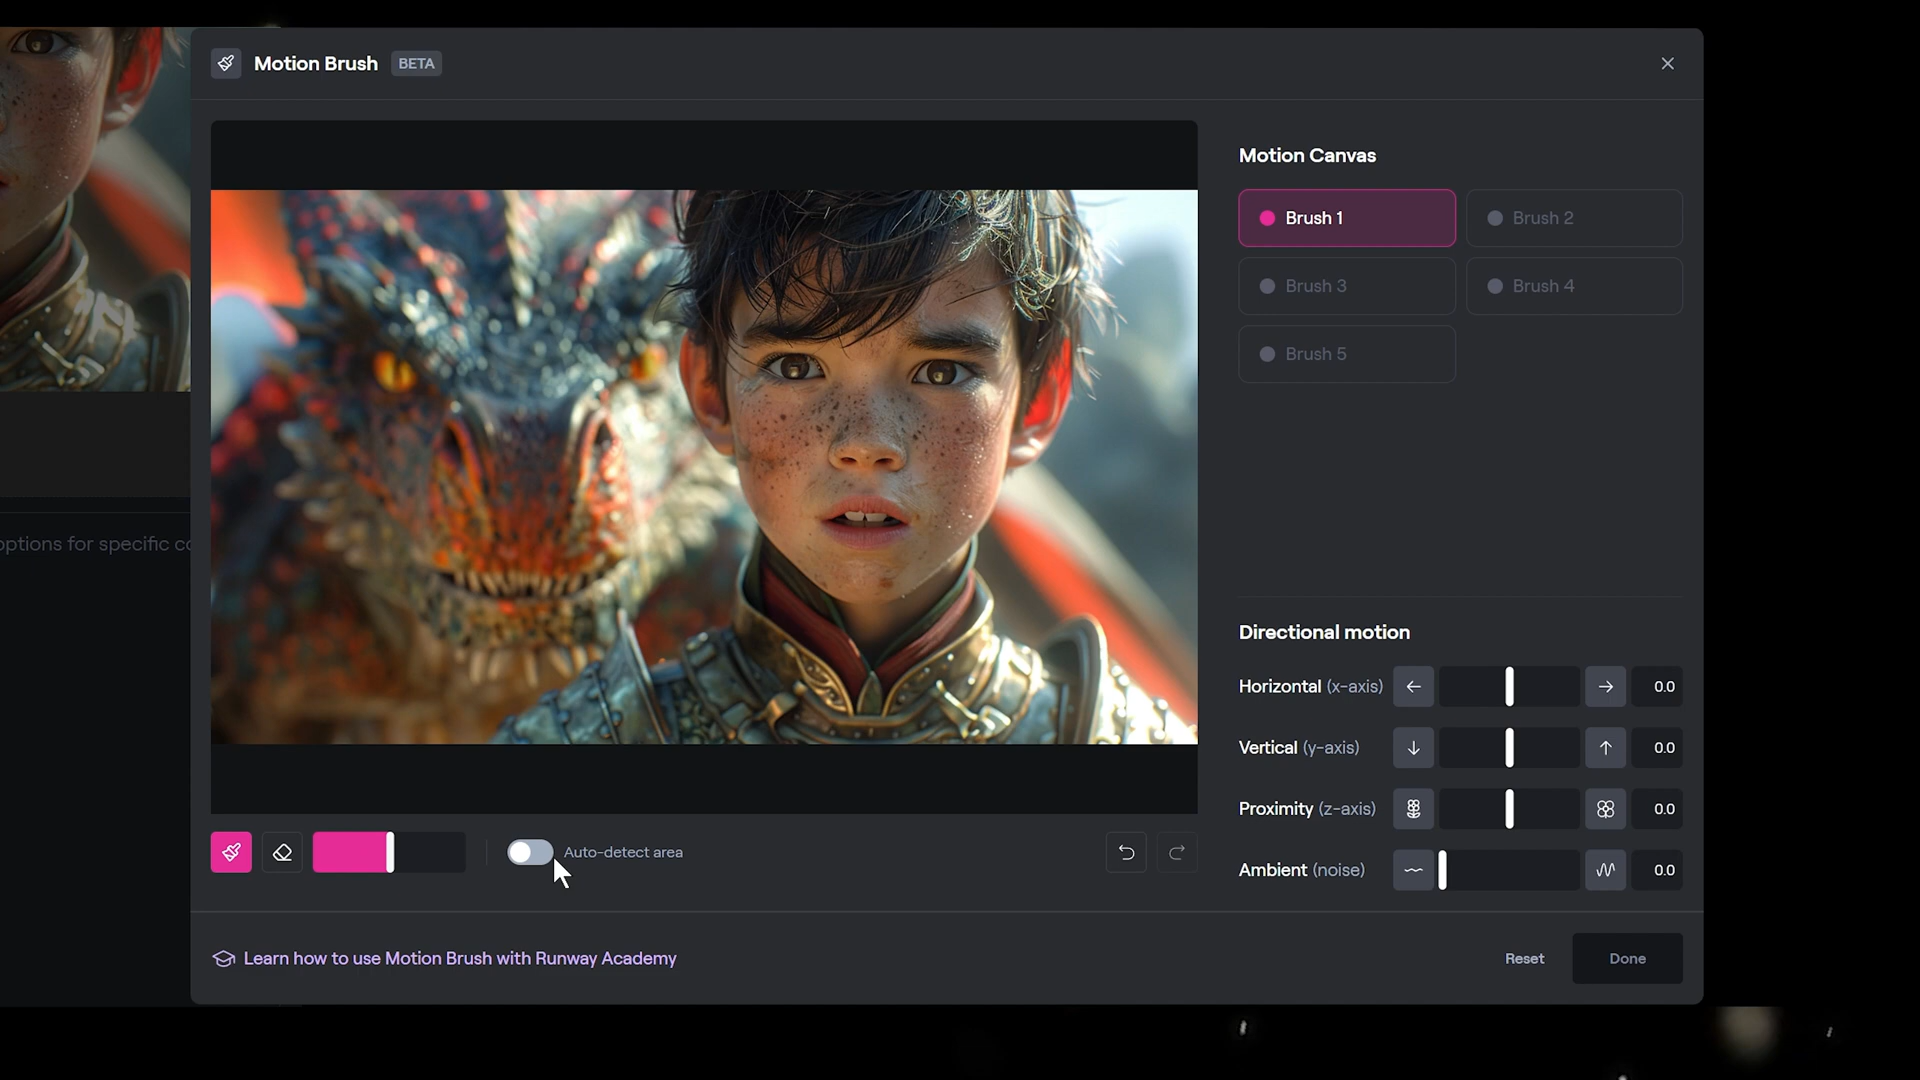 Motion Brush BETA
Motion Canvas
Brush 1
Brush 2
Brush 3
Brush 4
Brush 5
options for specific
Directional motion
Horizontal (x-axis) 0.0
Vertical (y-axis) 0.0
Proximity (z-axis) 0.0
Ambient (noise) 0.0
Auto-detect area
Learn how to use Motion Brush with Runway Academy
Reset
Done